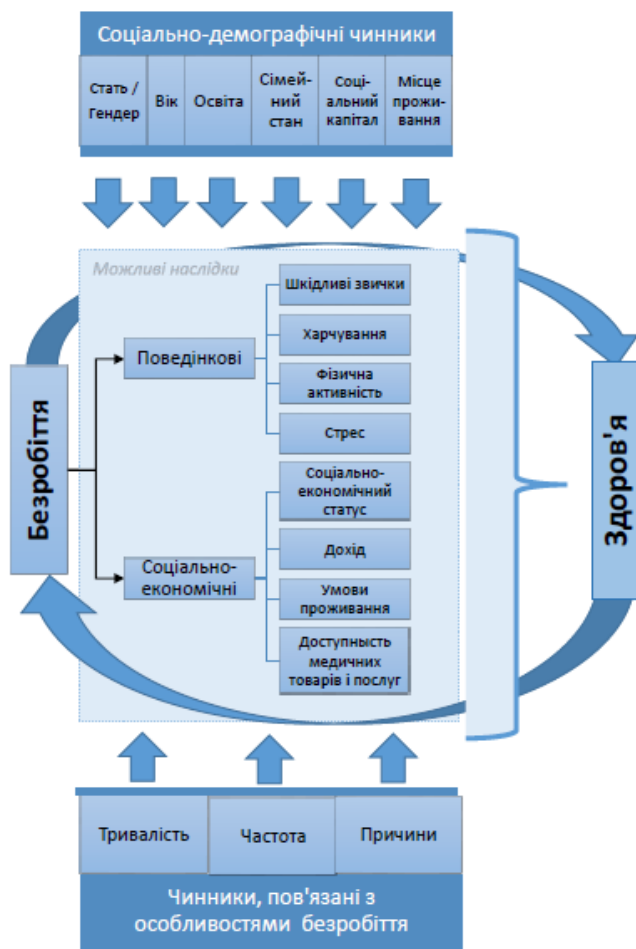 Соціально-демографічні чинники
Стать /
Гендер
Вік
Освіта
Сімей-
ний
стан
Соці-
альний
капітал
Місце
прожи-
вання
Можливі наслідки
Безробіття
Поведінкові
Шкідливі звички
Харчування
Фізична
активність
Стрес
Соціально-
економічні
Соціально-
економічний
статус
Дохід
Умови
проживання
Доступнысть
медичних
товарів і послуг
Здоров'я
Тривалість
Частота
Причини
Чинники, пов'язані з
особливостями безробіття